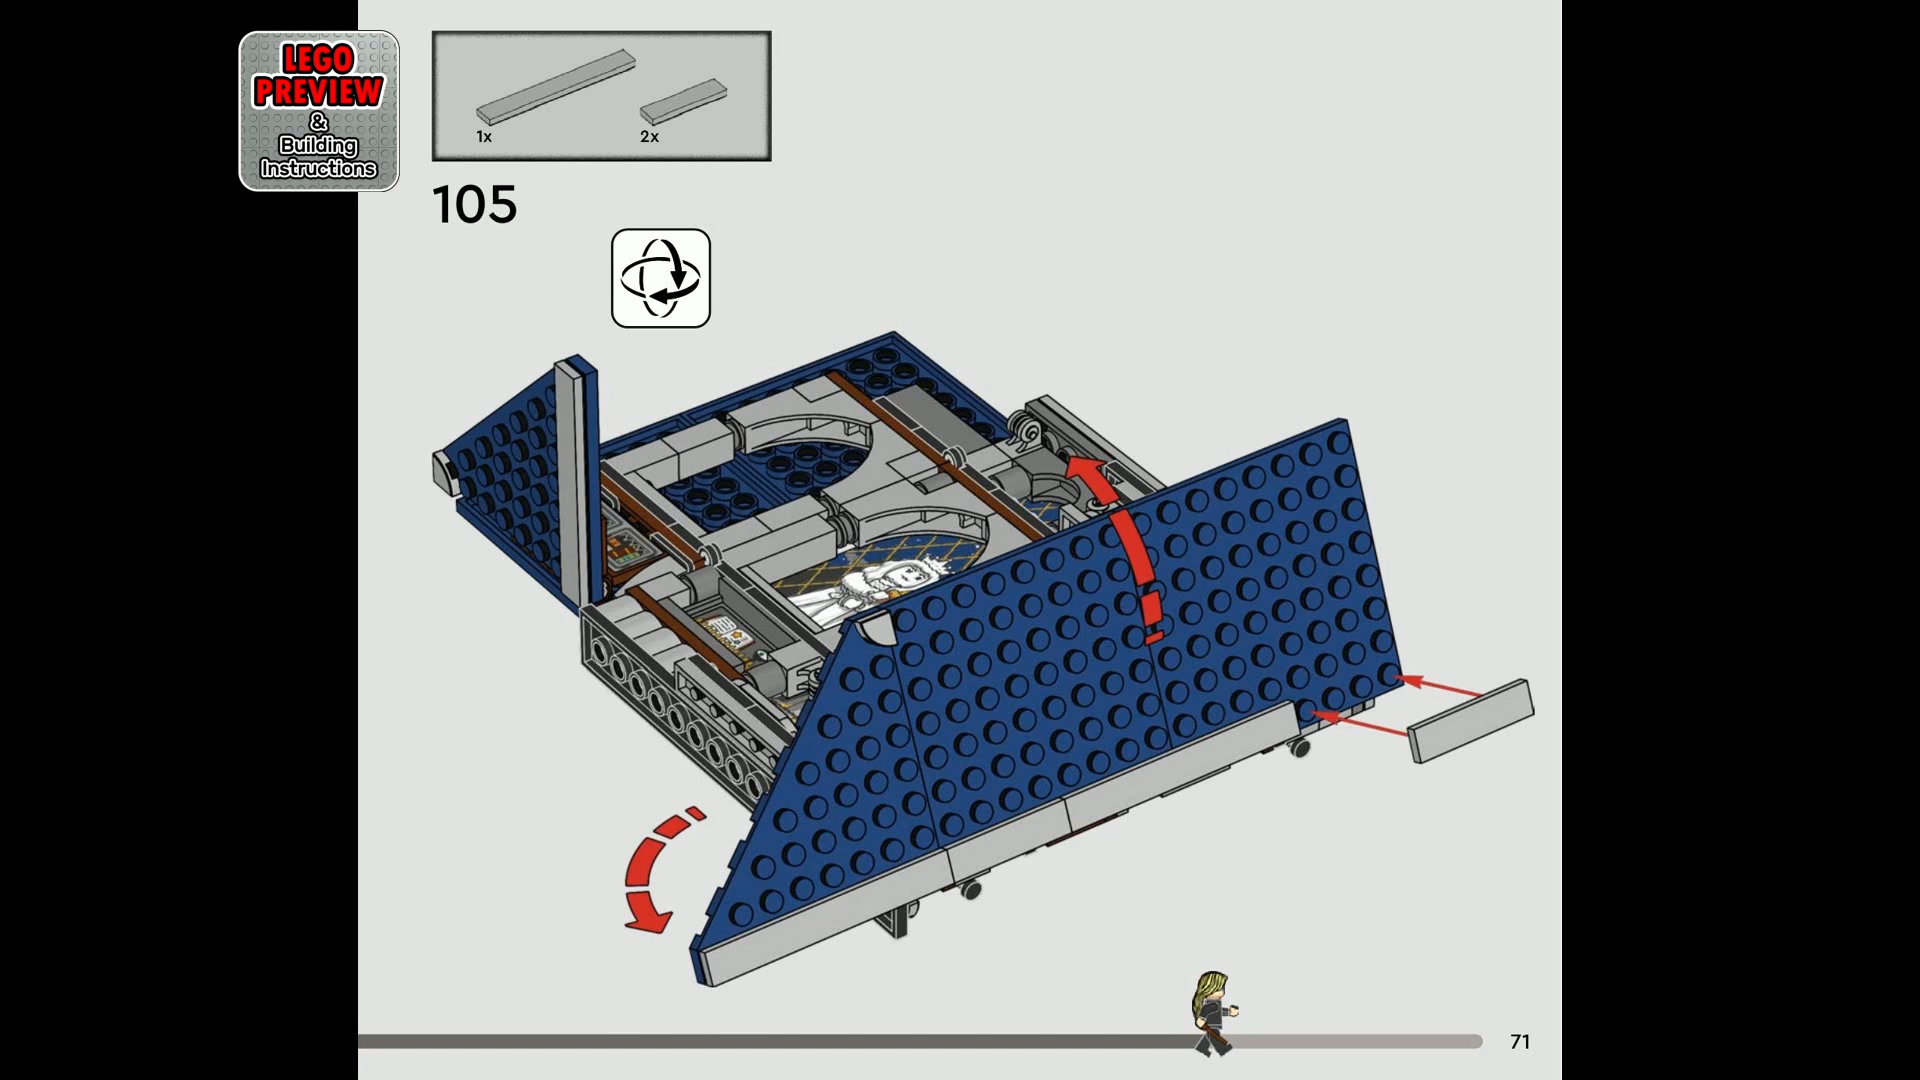 LEGO
PREVIEW
&
Building
Instructions
1x
2x
105
71